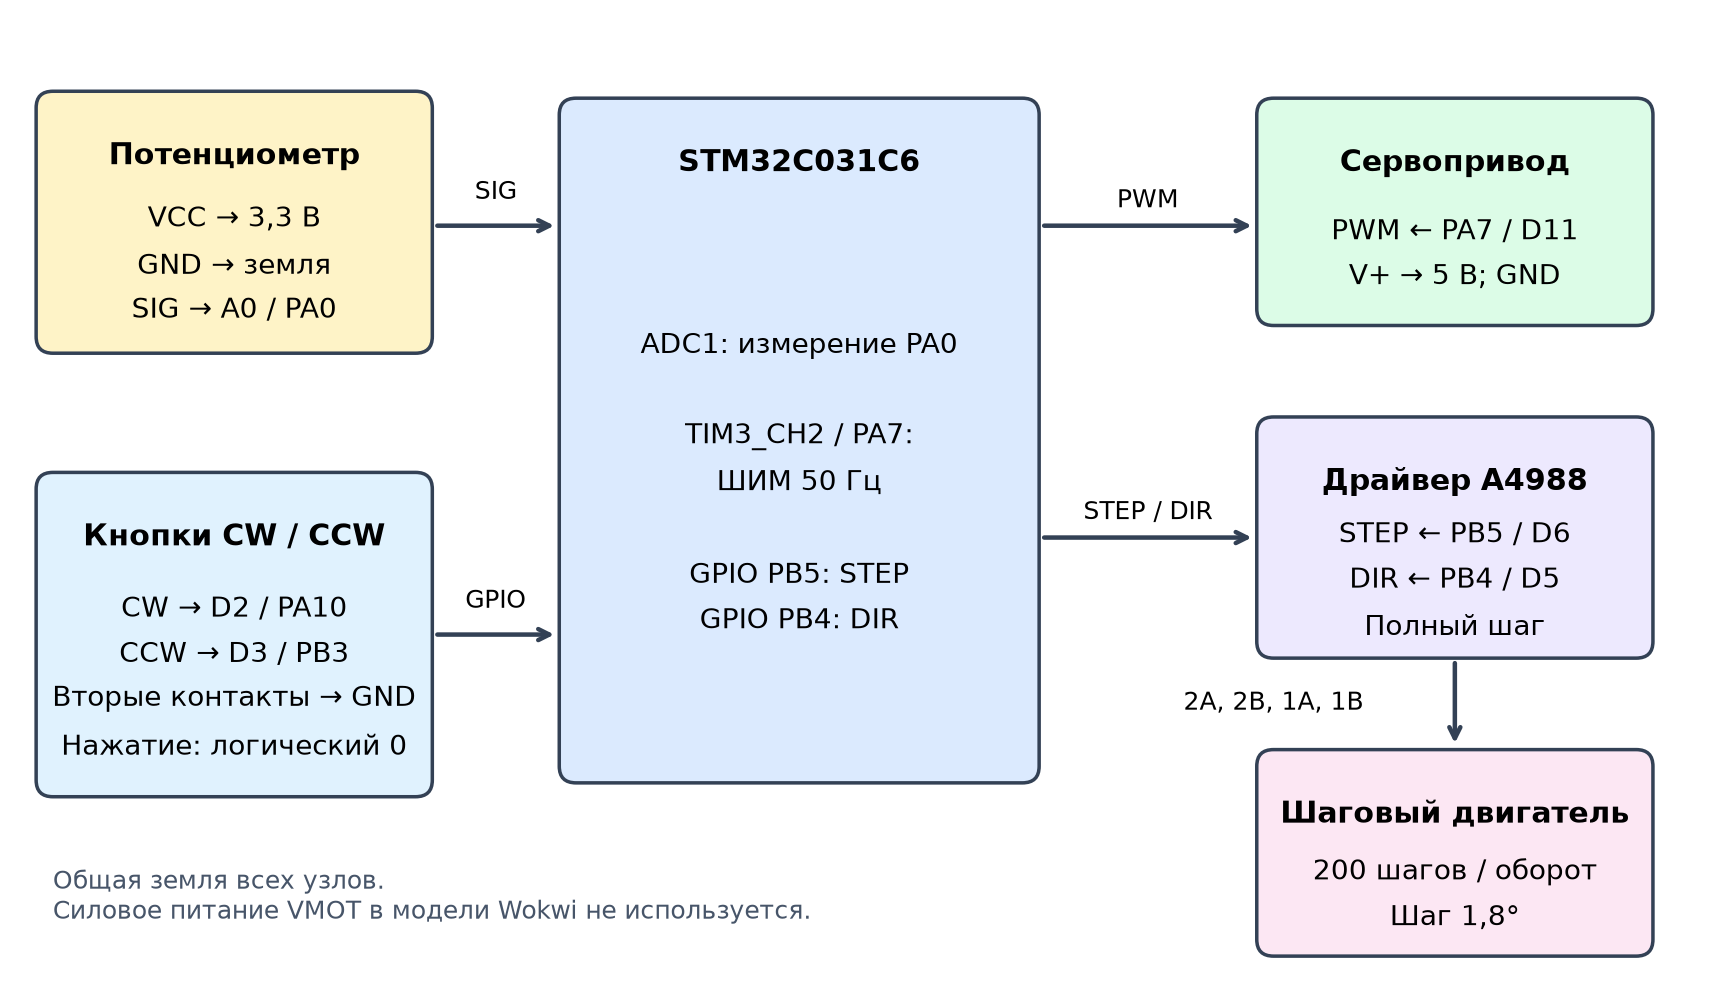 Потенциометр
VCC → 3,3 В
GND → земля
SIG → A0 / PA0
SIG
Кнопки CW / CCW
CW → D2 / PA10
CCW → D3 / PB3
Вторые контакты → GND
Нажатие: логический 0
GPIO
STM32C031C6
ADC1: измерение PA0
TIM3_CH2 / PA7:
ШИМ 50 Гц
GPIO PB5: STEP
GPIO PB4: DIR
PWM
Сервопривод
PWM ← PA7 / D11
V+ → 5 В; GND
STEP / DIR
Драйвер A4988
STEP ← PB5 / D6
DIR ← PB4 / D5
Полный шаг
2A, 2B, 1A, 1B
Шаговый двигатель
200 шагов / оборот
Шаг 1,8°
Общая земля всех узлов.
Силовое питание VMOT в модели Wokwi не используется.